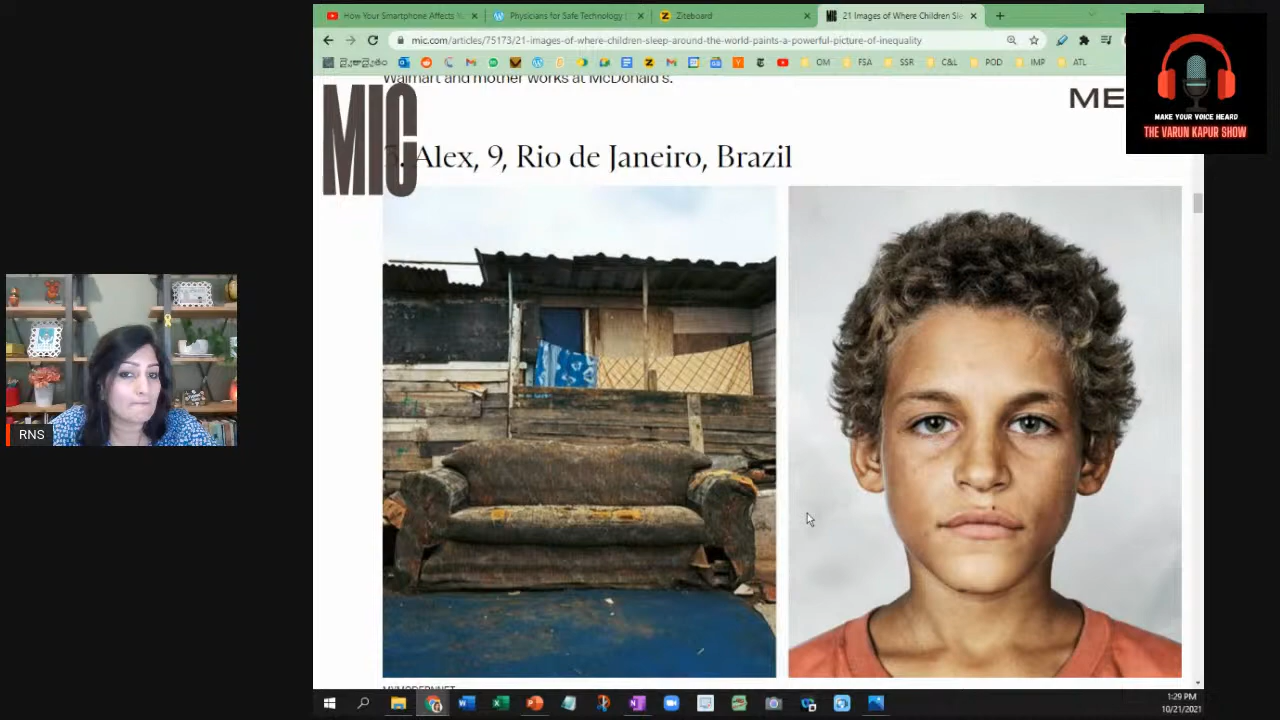 How Your Smartphone Affects
Physicians for Safe Technology
Ziteboard
21 Images of Where Children Sle
mic.com/articles/75173/21-images-of-where-children-sleep-around-the-world-paints-a-powerful-picture-of-inequality
OM
FSA
SSR
C&L
POD
IMP
ATL
Walmart and mother works at McDonald's.
MIC
ME
MAKE YOUR VOICE HEARD
THE VARUN KAPUR SHOW
5. Alex, 9, Rio de Janeiro, Brazil
RNS
MYMODERNMET
1:29 PM
10/21/2021